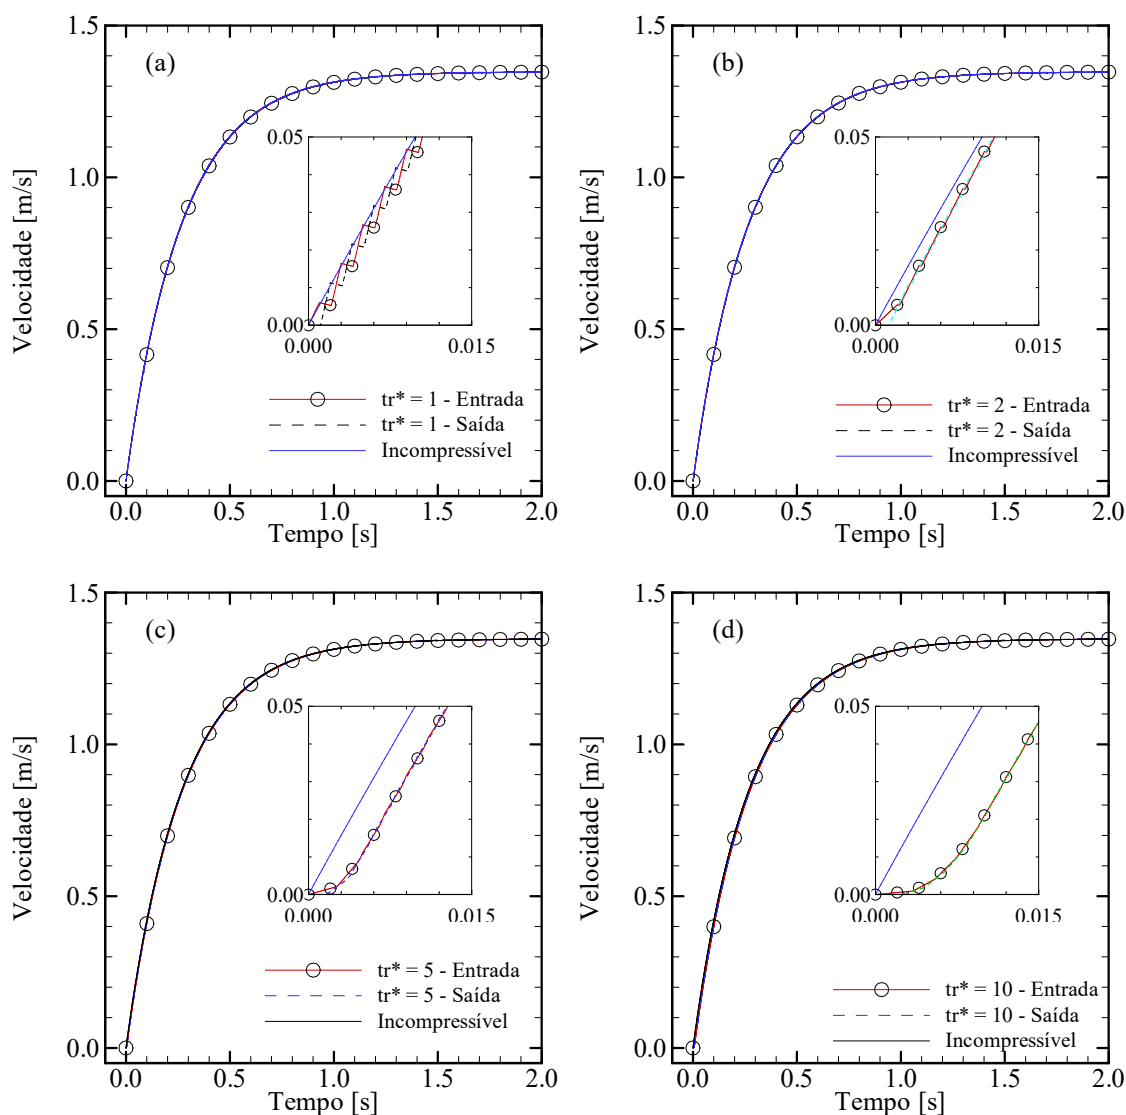 1.5
(a)
1.0
0.5
0.0
Velocidade [m/s]
0.05
0.00
0.000
0.015
tr* = 1 - Entrada
tr* = 1 - Saída
Incompressível
0.0
0.5
1.0
1.5
2.0
Tempo [s]
1.5
(b)
1.0
0.5
0.0
Velocidade [m/s]
0.05
0.00
0.000
0.015
tr* = 2 - Entrada
tr* = 2 - Saída
Incompressível
0.0
0.5
1.0
1.5
2.0
Tempo [s]
1.5
(c)
1.0
0.5
0.0
Velocidade [m/s]
0.05
0.00
0.000
0.015
tr* = 5 - Entrada
tr* = 5 - Saída
Incompressível
0.0
0.5
1.0
1.5
2.0
Tempo [s]
1.5
(d)
1.0
0.5
0.0
Velocidade [m/s]
0.05
0.00
0.000
0.015
tr* = 10 - Entrada
tr* = 10 - Saída
Incompressível
0.0
0.5
1.0
1.5
2.0
Tempo [s]